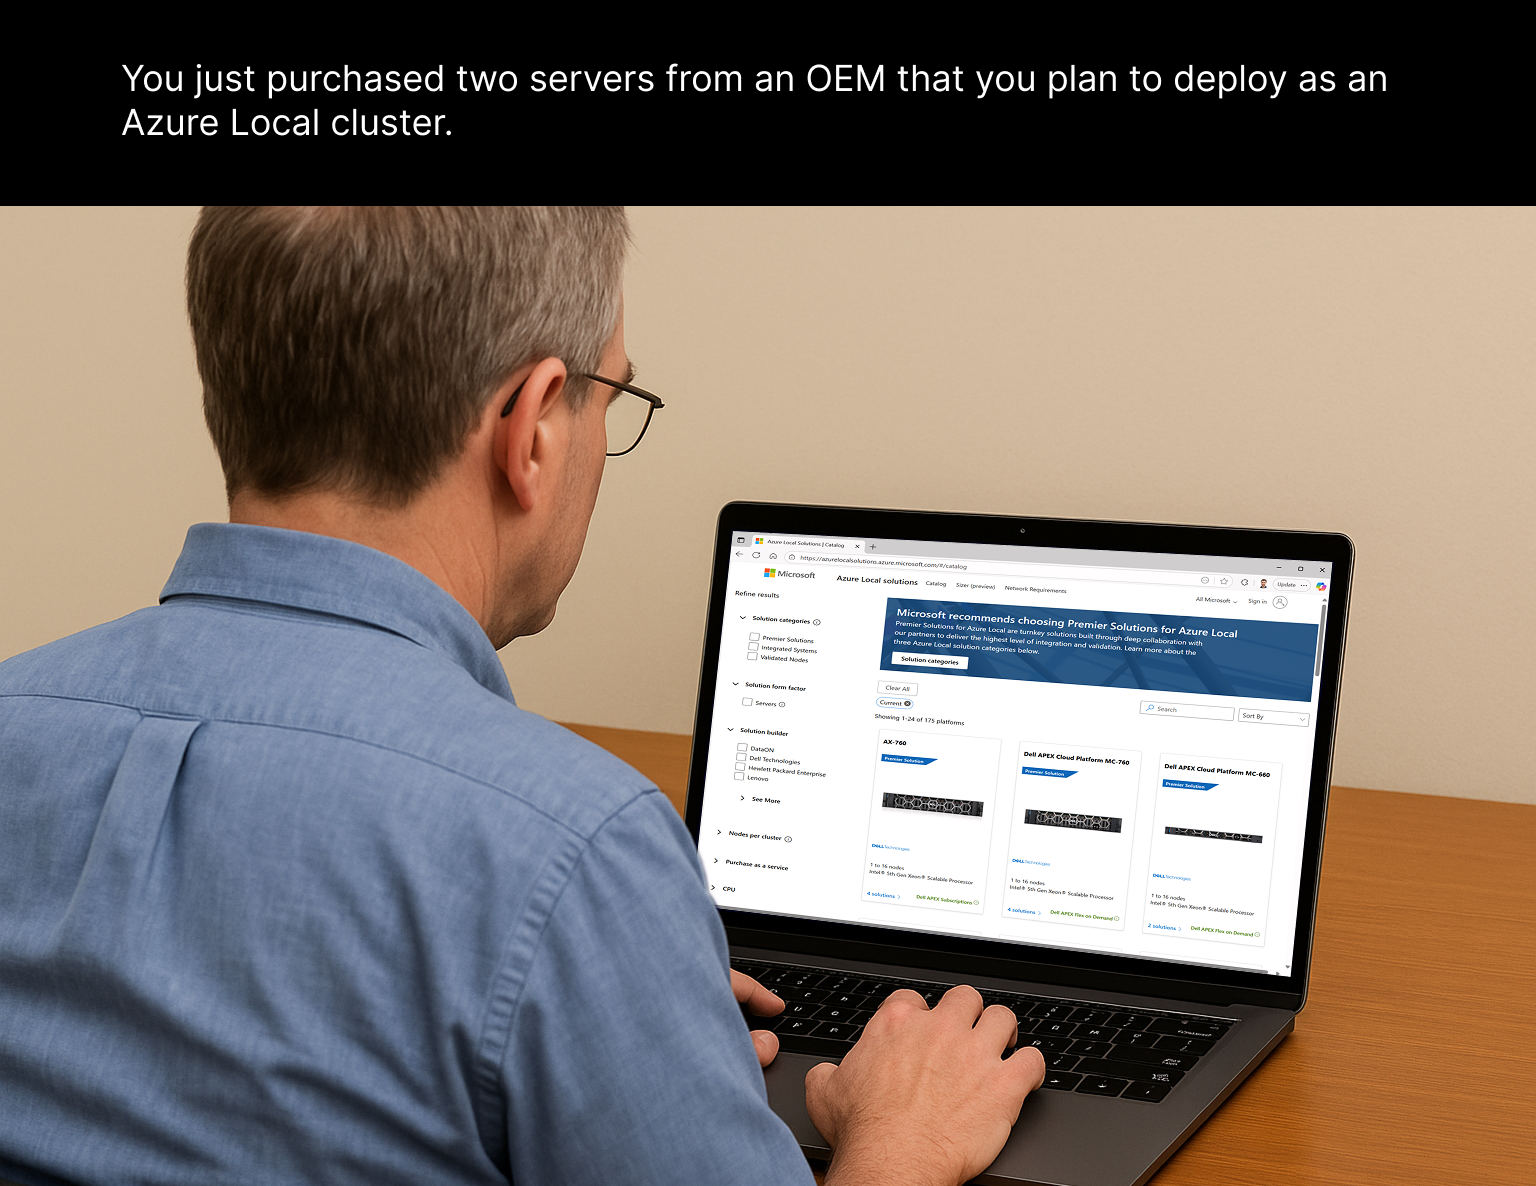 You just purchased two servers from an OEM that you plan to deploy as an
Azure Local cluster.
Azure Local Solutions | Catalog
https://azurelocalsolutions.azure.microsoft.com/#/catalog
Update
Microsoft
Azure Local solutions
Catalog
Sizer (preview)
Network Requirements
All Microsoft
Sign in
Refine results
Solution categories
Premier Solutions
Integrated Systems
Validated Nodes
Solution form factor
Servers
Solution builder
DataON
Dell Technologies
Hewlett Packard Enterprise
Lenovo
See More
Nodes per cluster
Purchase as a service
CPU
Microsoft recommends choosing Premier Solutions for Azure Local
Premier Solutions for Azure Local are turnkey solutions built through deep collaboration with
our partners to deliver the highest level of integration and validation. Learn more about the
three Azure Local solution categories below.
Solution categories
Clear All
Current
Showing 1-24 of 175 platforms
Search
Sort By
AX-760
Premier Solution
DELL Technologies
1 to 16 nodes
Intel® 5th Gen Xeon® Scalable Processor
4 solutions
Dell APEX Subscriptions
Dell APEX Cloud Platform MC-760
Premier Solution
DELL Technologies
1 to 16 nodes
Intel® 5th Gen Xeon® Scalable Processor
4 solutions
Dell APEX Flex on Demand
Dell APEX Cloud Platform MC-660
Premier Solution
DELL Technologies
1 to 16 nodes
Intel® 5th Gen Xeon® Scalable Processor
2 solutions
Dell APEX Flex on Demand